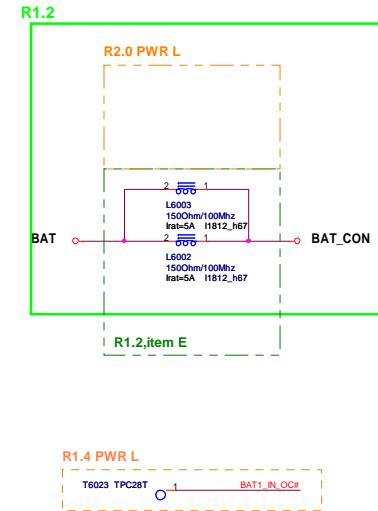 R1.2
R2.0 PWR L
2 1
L6003
150Ohm/100Mhz
Irat=5A l1812_h67
BAT 2 1 BAT_CON
L6002
150Ohm/100Mhz
Irat=5A l1812_h67
R1.2,item E
R1.4 PWR L
T6023 TPC28T 1 BAT1_IN_OC#